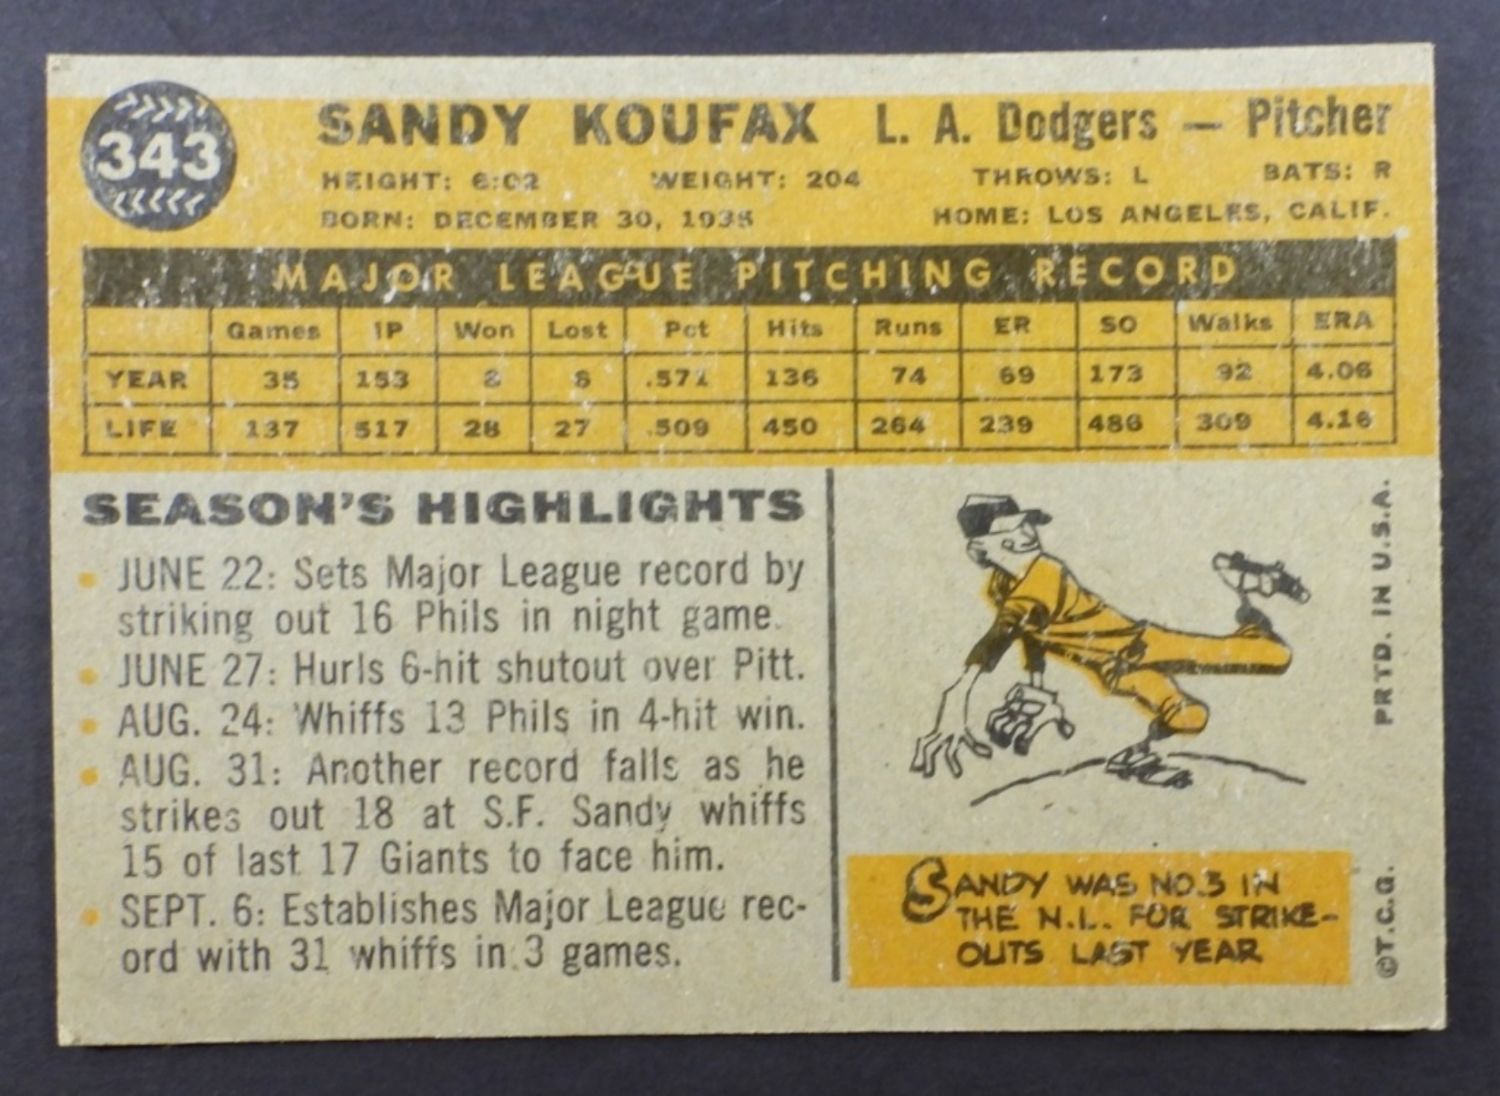 343
SANDY KOUFAX L. A. Dodgers — Pitcher
HEIGHT: 6:02 WEIGHT: 204 THROWS: L BATS: R
BORN: DECEMBER 30, 1935 HOME: LOS ANGELES, CALIF.
MAJOR LEAGUE PITCHING RECORD
Games IP Won Lost Pct Hits Runs ER SO Walks ERA
YEAR 35 153 8 6 .571 136 74 69 173 92 4.06
LIFE 137 517 28 27 .509 450 264 239 486 309 4.16
SEASON'S HIGHLIGHTS
• JUNE 22: Sets Major League record by
striking out 16 Phils in night game.
• JUNE 27: Hurls 6-hit shutout over Pitt.
• AUG. 24: Whiffs 13 Phils in 4-hit win.
• AUG. 31: Another record falls as he
strikes out 18 at S.F. Sandy whiffs
15 of last 17 Giants to face him.
• SEPT. 6: Establishes Major League rec-
ord with 31 whiffs in 3 games.
SANDY WAS NO.3 IN
THE N.L. FOR STRIKE-
OUTS LAST YEAR
©T.C.G. PRTD. IN U.S.A.